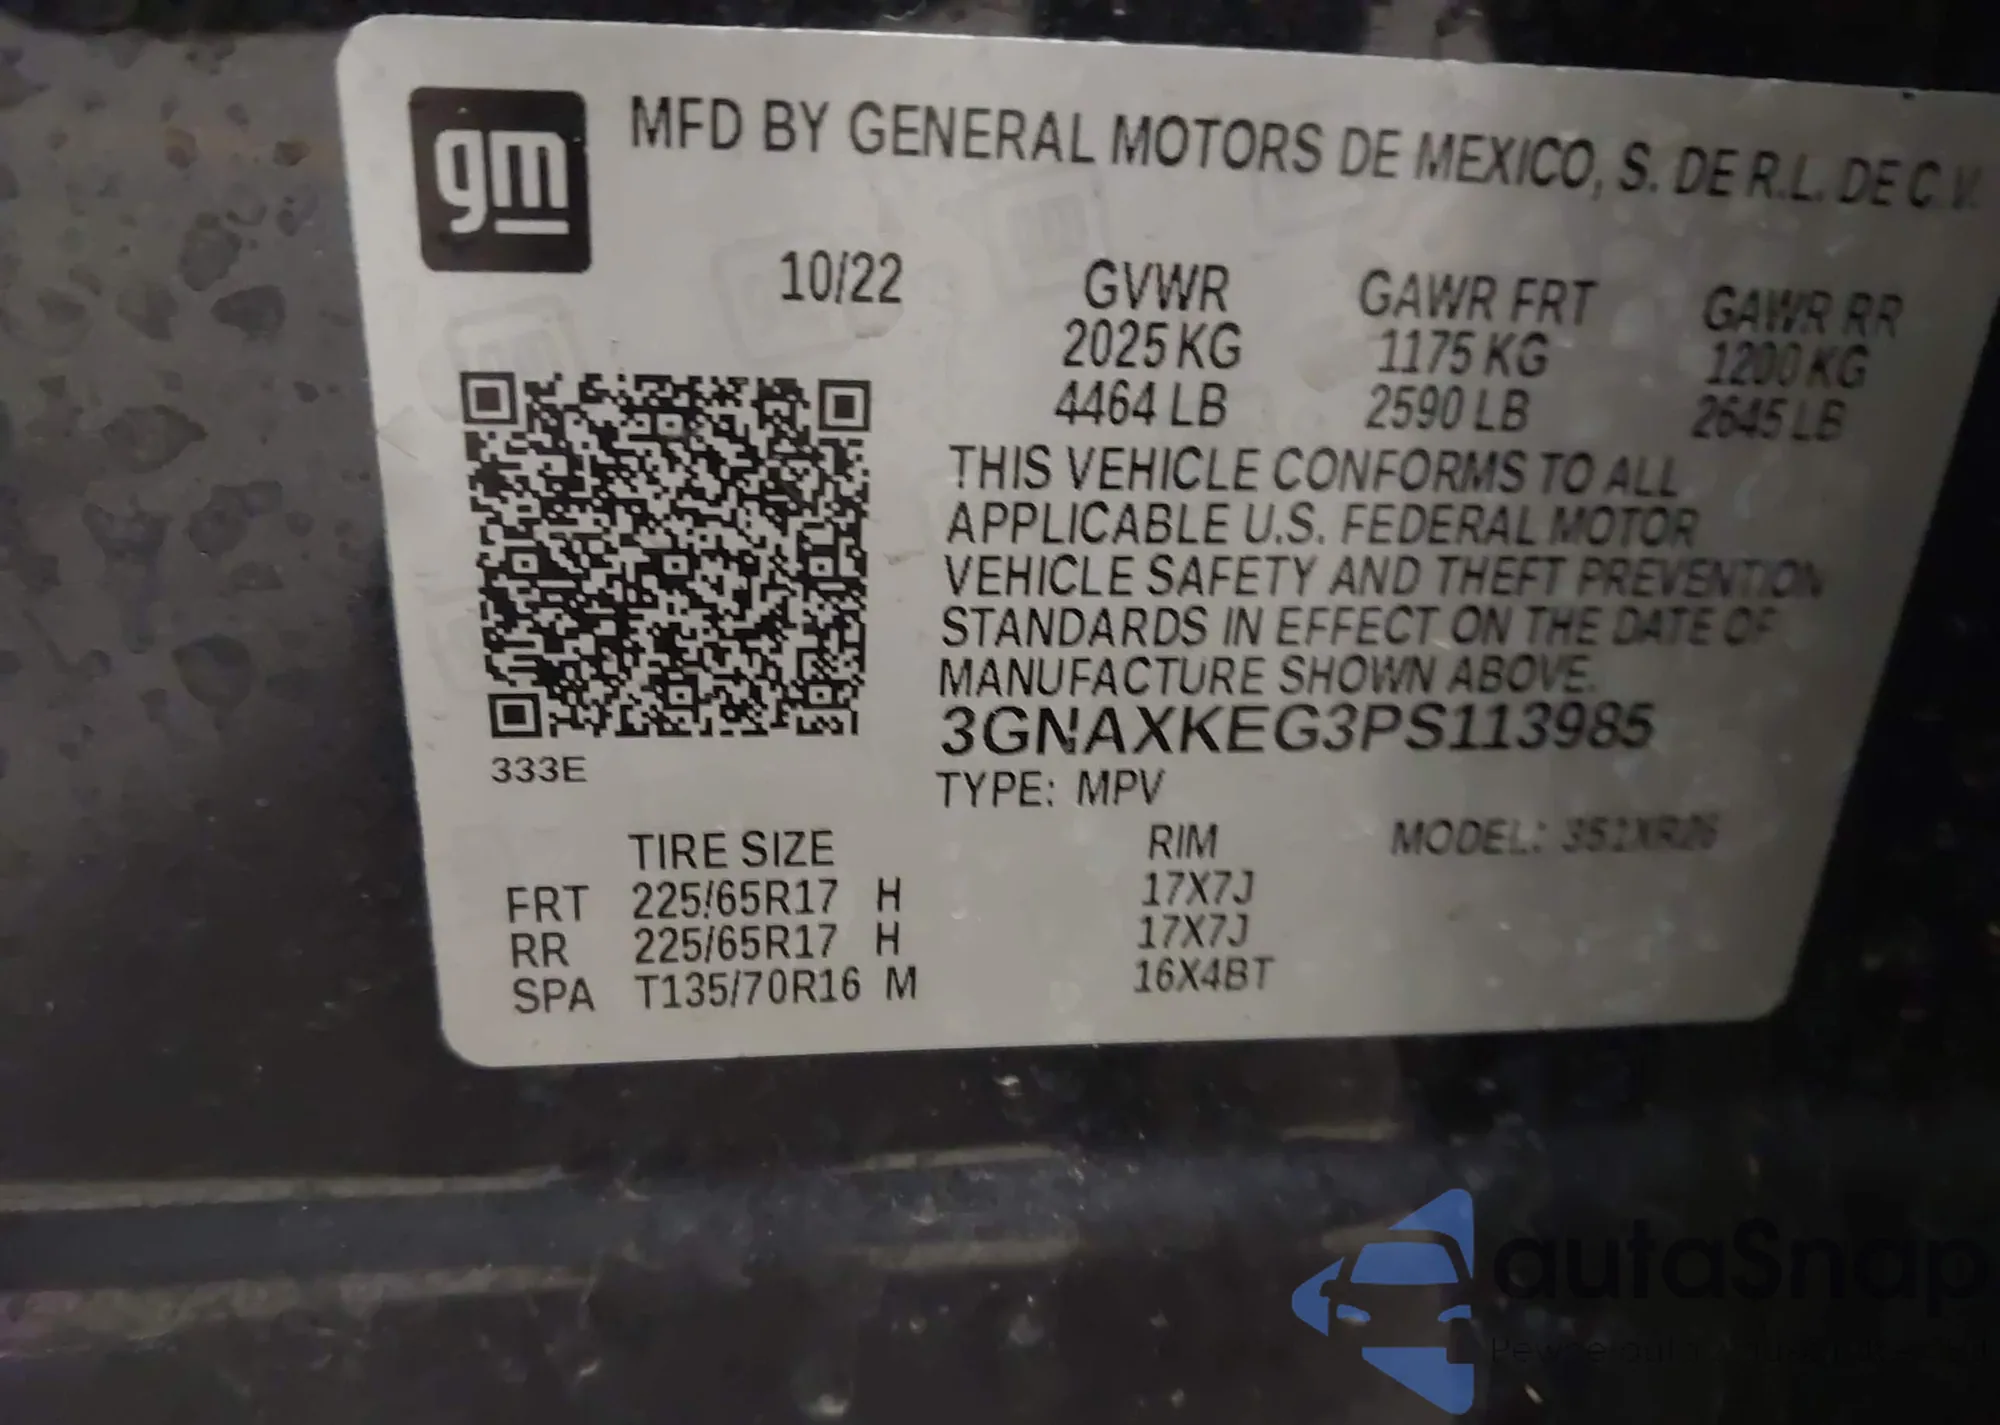 gm MFD BY GENERAL MOTORS DE MEXICO, S. DE R.L. DE C.V.
10/22 GVWR GAWR FRT GAWR RR
2025 KG 1175 KG 1200 KG
4464 LB 2590 LB 2645 LB
THIS VEHICLE CONFORMS TO ALL
APPLICABLE U.S. FEDERAL MOTOR
VEHICLE SAFETY AND THEFT PREVENTION
STANDARDS IN EFFECT ON THE DATE OF
MANUFACTURE SHOWN ABOVE.
3GNAXKEG3PS113985
333E
TYPE: MPV
TIRE SIZE RIM MODEL:
FRT 225/65R17 H 17X7J
RR 225/65R17 H 17X7J
SPA T135/70R16 M 16X4BT
autaSnap